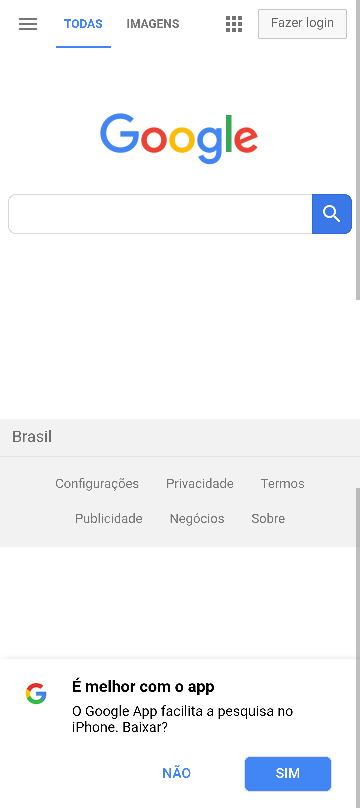 TODAS IMAGENS Fazer login
Google
Brasil
Configurações Privacidade Termos
Publicidade Negócios Sobre
G É melhor com o app
O Google App facilita a pesquisa no
iPhone. Baixar?
NÃO SIM